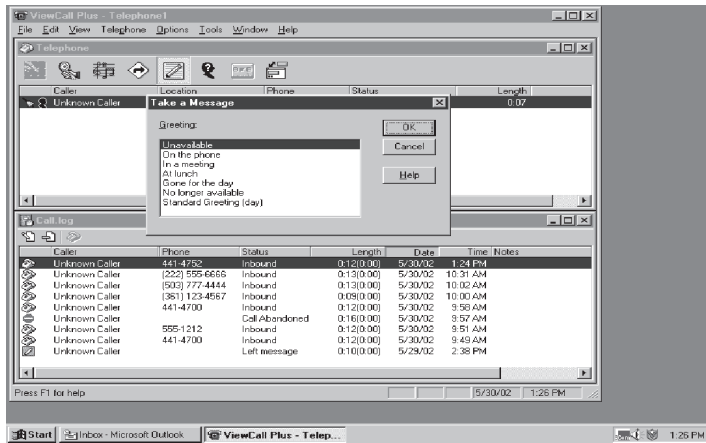 ViewCall Plus - Telephone1
File Edit View Telephone Options Tools Window Help
Telephone
Caller Location Phone Status Length
Unknown Caller 0:07
Take a Message
Greeting:
Unavailable
On the phone
In a meeting
At lunch
Gone for the day
No longer available
Standard Greeting (day)
OK
Cancel
Help
Call.log
Caller Phone Status Length Date Time Notes
Unknown Caller 441-4752 Inbound 0:12(0:00) 5/30/02 1:24 PM
Unknown Caller (222) 555-6666 Inbound 0:13(0:00) 5/30/02 10:31 AM
Unknown Caller (503) 777-4444 Inbound 0:13(0:00) 5/30/02 10:02 AM
Unknown Caller (361) 123-4567 Inbound 0:09(0:00) 5/30/02 10:00 AM
Unknown Caller 441-4700 Inbound 0:12(0:00) 5/30/02 9:58 AM
Unknown Caller Call Abandoned 0:16(0:00) 5/30/02 9:57 AM
Unknown Caller 555-1212 Inbound 0:12(0:00) 5/30/02 9:51 AM
Unknown Caller 441-4700 Inbound 0:12(0:00) 5/30/02 9:49 AM
Unknown Caller Left message 0:10(0:00) 5/29/02 2:38 PM
Press F1 for help 5/30/02 1:26 PM
Start Inbox - Microsoft Outlook ViewCall Plus - Telep... 1:26 PM